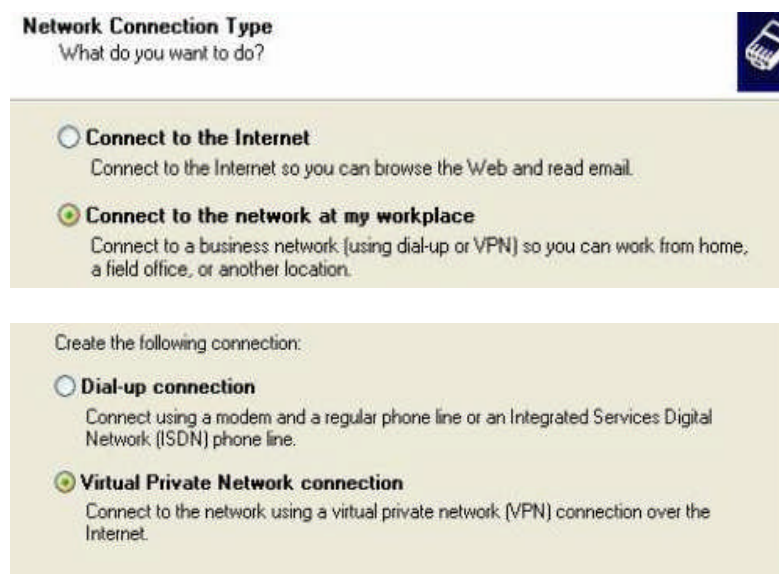 Network Connection Type
What do you want to do?
Connect to the Internet
Connect to the Internet so you can browse the Web and read email.
Connect to the network at my workplace
Connect to a business network (using dial-up or VPN) so you can work from home,
a field office, or another location.
Create the following connection:
Dial-up connection
Connect using a modem and a regular phone line or an Integrated Services Digital
Network (ISDN) phone line.
Virtual Private Network connection
Connect to the network using a virtual private network (VPN) connection over the
Internet.